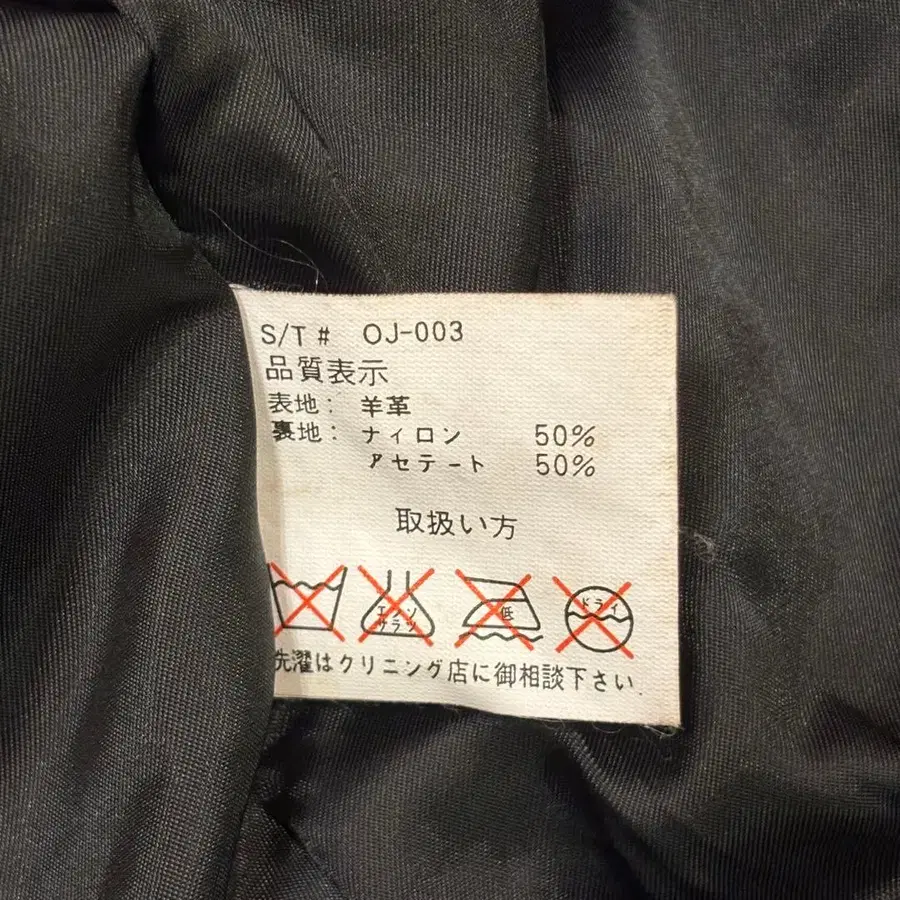 S/T # OJ-003
品質表示
表地: 羊革
裏地: ナイロン 50%
アセテート 50%
取扱い方
エンソ
サラシ
低
ドライ
先濯はクリニング店に御相談下さい.